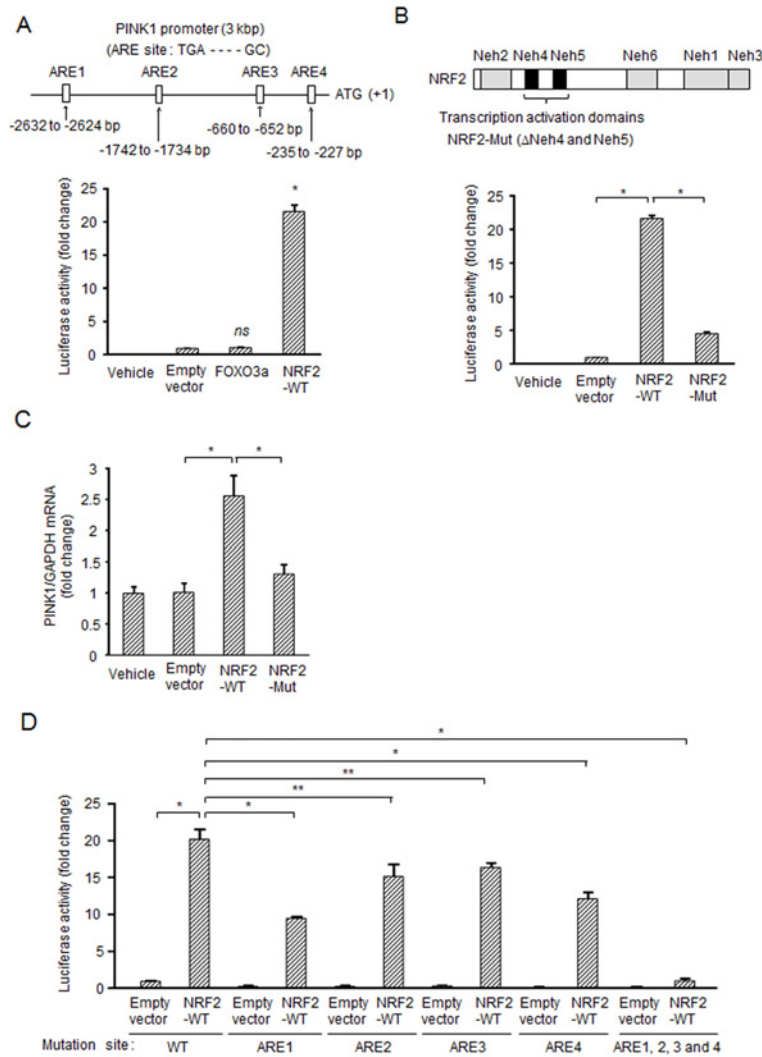 A
PINK1 promoter (3 kbp)
(ARE site : TGA - - - - GC)
ARE1 ARE2 ARE3 ARE4
ATG (+1)
-2632 to -2624 bp -660 to -652 bp
-1742 to -1734 bp -235 to -227 bp
Luciferase activity (fold change)
25
20
15
10
5
0
ns
*
Vehicle Empty vector FOXO3a NRF2 -WT
B
Neh2 Neh4 Neh5 Neh6 Neh1 Neh3
NRF2
Transcription activation domains
NRF2-Mut (ΔNeh4 and Neh5)
Luciferase activity (fold change)
25
20
15
10
5
0
* *
Vehicle Empty vector NRF2 -WT NRF2 -Mut
C
PINK1/GAPDH mRNA
(fold change)
3
2.5
2
1.5
1
0.5
0
* *
Vehicle Empty vector NRF2 -WT NRF2 -Mut
D
Luciferase activity (fold change)
25
20
15
10
5
0
*
*
**
**
* *
Empty vector NRF2 -WT Empty vector NRF2 -WT Empty vector NRF2 -WT Empty vector NRF2 -WT Empty vector NRF2 -WT Empty vector NRF2 -WT
Mutation site : WT ARE1 ARE2 ARE3 ARE4 ARE1, 2, 3 and 4